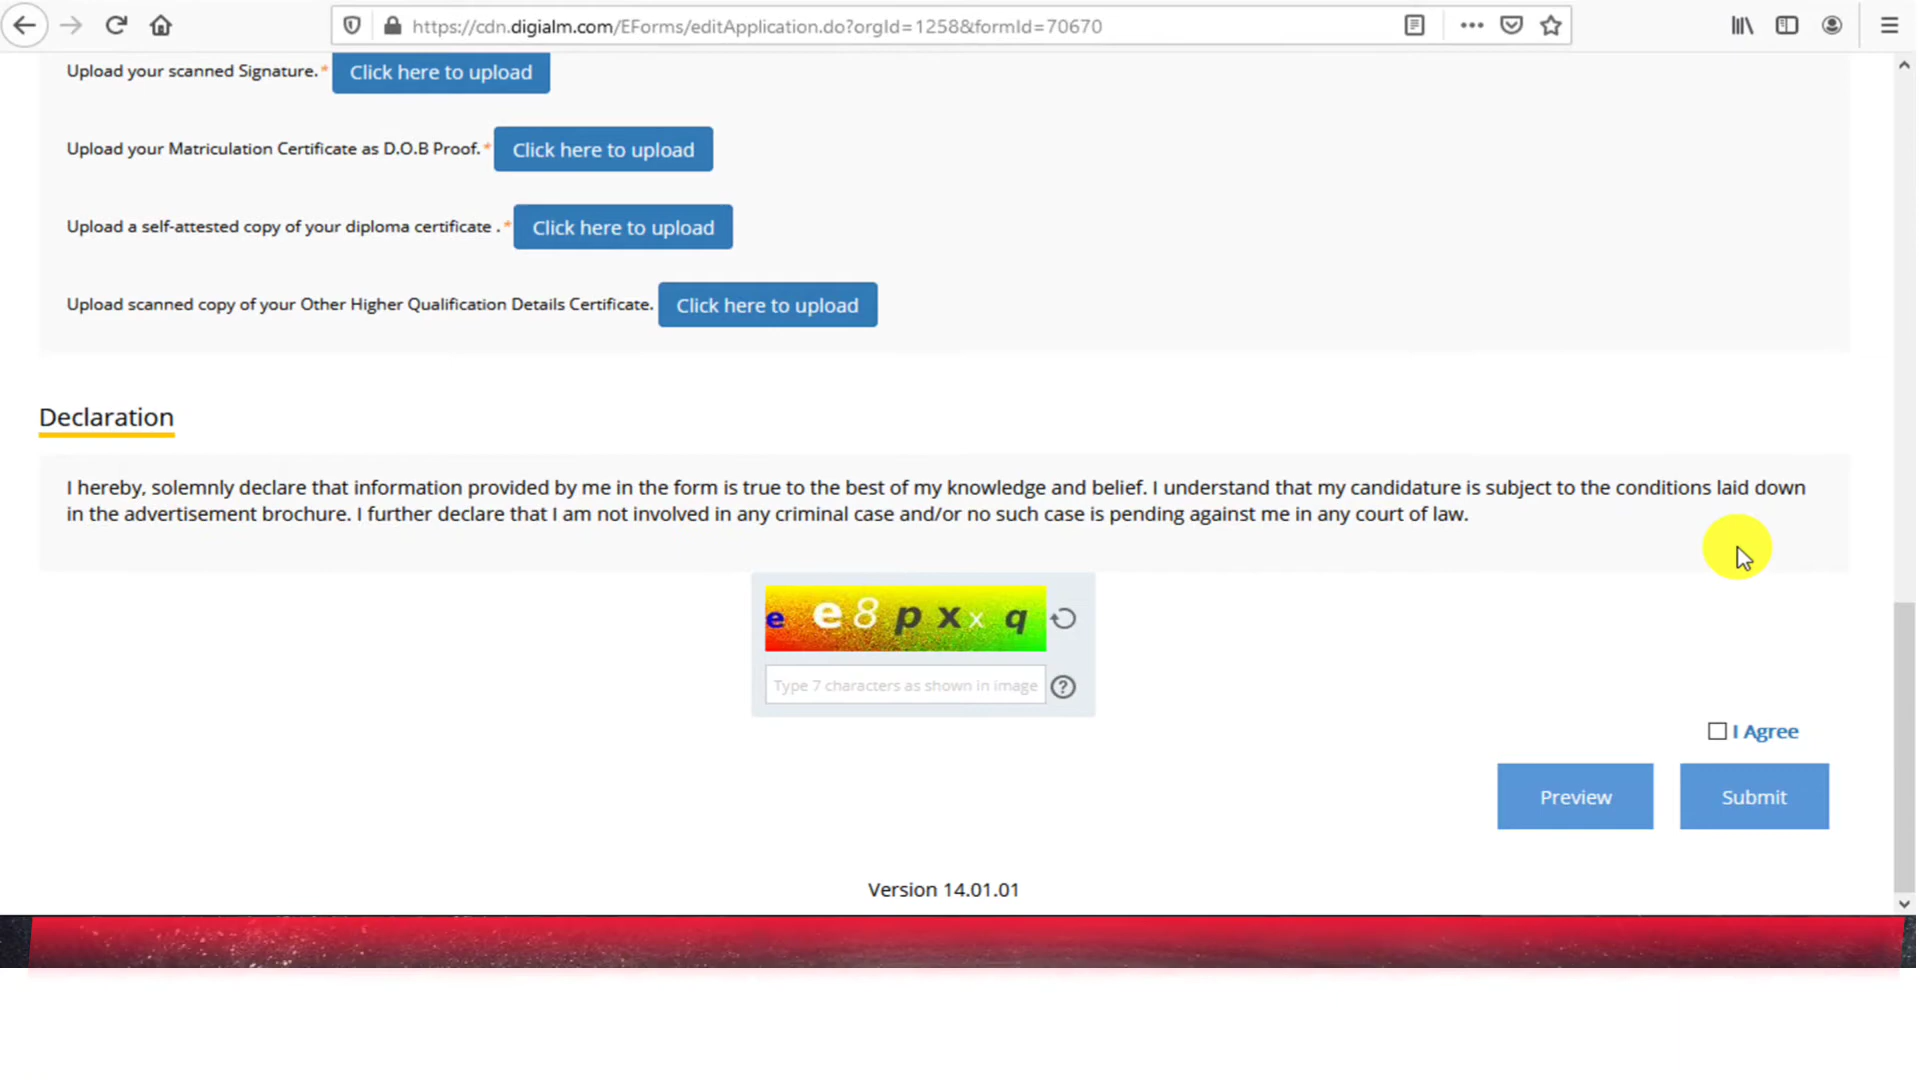 https://cdn.digialm.com/EForms/editApplication.do?orgId=1258&formId=70670
Upload your scanned Signature.* Click here to upload
Upload your Matriculation Certificate as D.O.B Proof.* Click here to upload
Upload a self-attested copy of your diploma certificate .* Click here to upload
Upload scanned copy of your Other Higher Qualification Details Certificate. Click here to upload
Declaration
I hereby, solemnly declare that information provided by me in the form is true to the best of my knowledge and belief. I understand that my candidature is subject to the conditions laid down
in the advertisement brochure. I further declare that I am not involved in any criminal case and/or no such case is pending against me in any court of law.
e e8pxxq
Type 7 characters as shown in image
I Agree
Preview Submit
Version 14.01.01